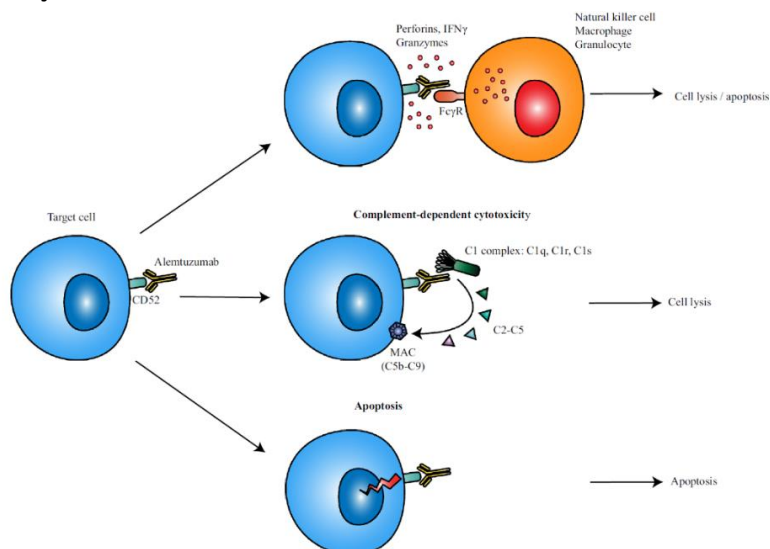 Perforins, IFNγ
Granzymes
Natural killer cell
Macrophage
Granulocyte
FcγR
Cell lysis / apoptosis
Target cell
Alemtuzumab
CD52
Complement-dependent cytotoxicity
C1 complex: C1q, C1r, C1s
C2-C5
MAC
(C5b-C9)
Cell lysis
Apoptosis
Apoptosis